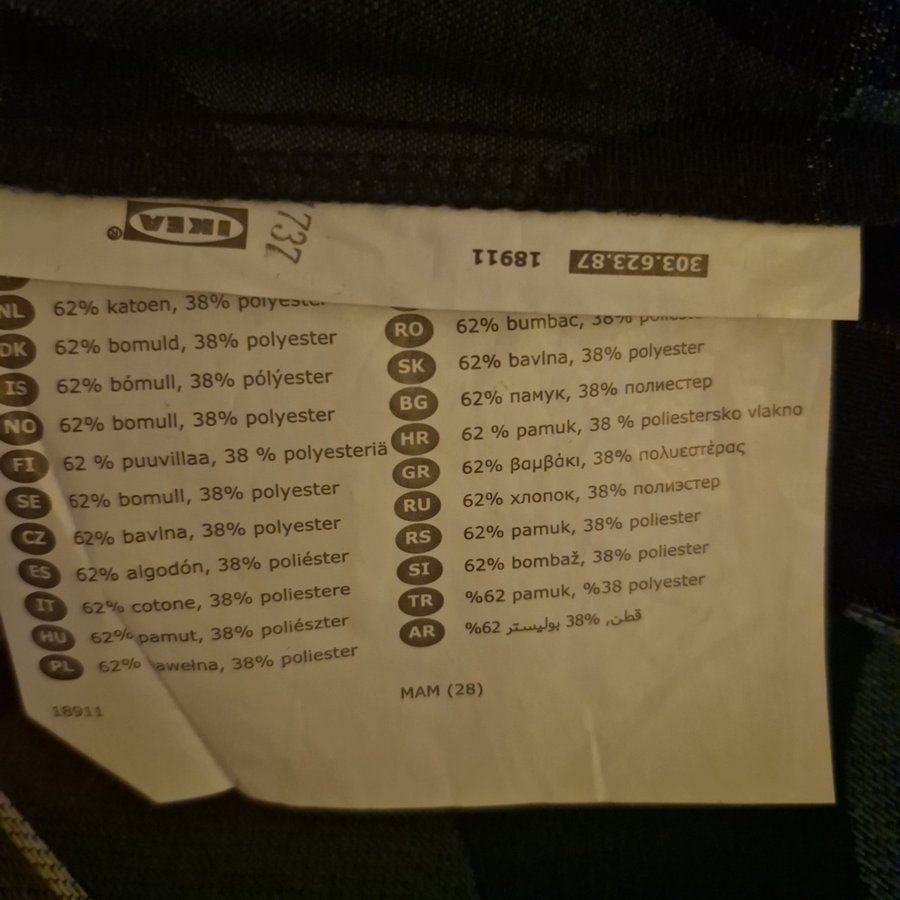 IKEA®
737
18911
303.623.87
NL 62% katoen, 38% polyester
DK 62% bomuld, 38% polyester
IS 62% bómull, 38% pólýester
NO 62% bomull, 38% polyester
FI 62 % puuvillaa, 38 % polyesteriä
SE 62% bomull, 38% polyester
CZ 62% bavlna, 38% polyester
ES 62% algodón, 38% poliéster
IT 62% cotone, 38% poliestere
HU 62% pamut, 38% poliészter
PL 62% awełna, 38% poliester
18911
RO 62% bumbac, 38%
SK 62% bavlna, 38% polyester
BG 62% памук, 38% полиестер
HR 62 % pamuk, 38 % poliestersko vlakno
GR 62% βαμβάκι, 38% πολυεστέρας
RU 62% хлопок, 38% полиэстер
RS 62% pamuk, 38% poliester
SI 62% bombaž, 38% poliester
TR %62 pamuk, %38 polyester
AR %62 قطن, 38% بوليستر
MAM (28)